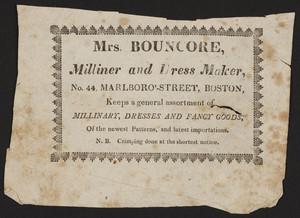 Mrs. BOUNCORE,
Milliner and Dress Maker,
No. 44, MARLBORO'-STREET, BOSTON,
Keeps a general assortment of
MILLINARY, DRESSES AND FANCY GOODS,
Of the newest Patterns, and latest importations.
N. B. Crimping done at the shortest notice.